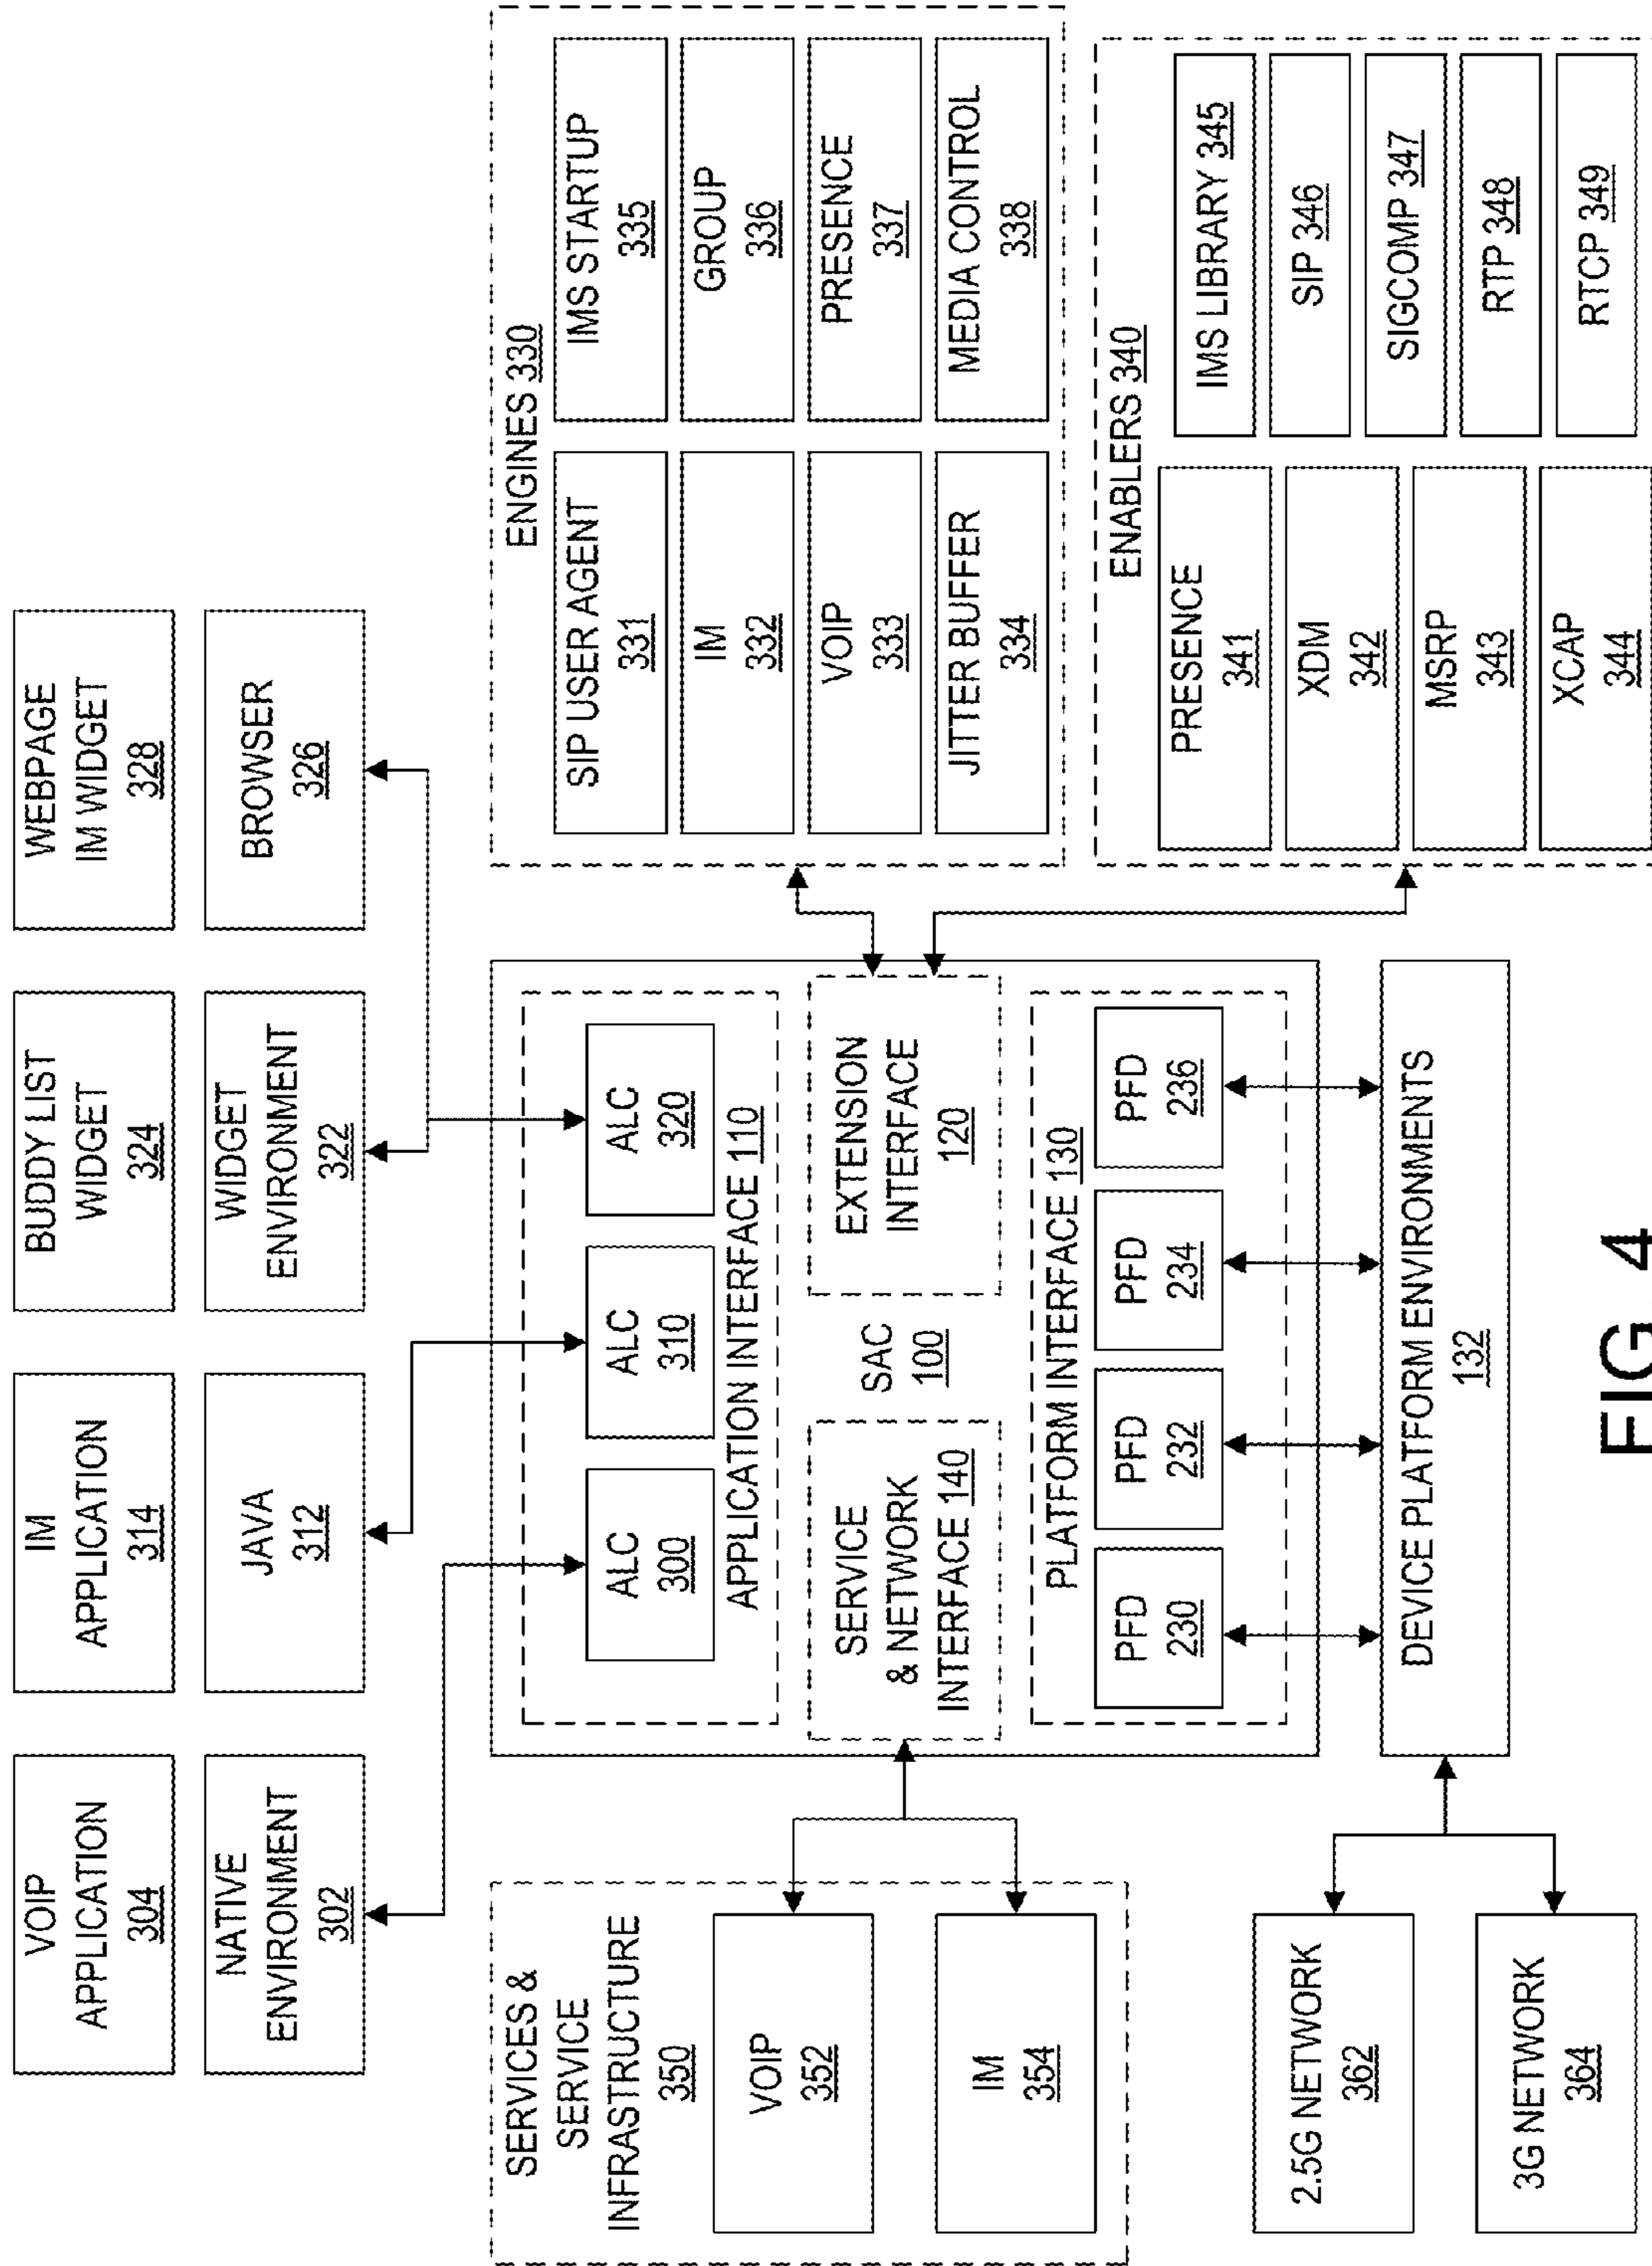 VOIP
APPLICATION
304
IM
APPLICATION
314
BUDDY LIST
WIDGET
324
WEBPAGE
IM WIDGET
328
NATIVE
ENVIRONMENT
302
JAVA
312
WIDGET
ENVIRONMENT
322
BROWSER
326
SERVICES &
SERVICE
INFRASTRUCTURE
350
VOIP
352
IM
354
2.5G NETWORK
362
3G NETWORK
364
ALC
300
ALC
310
ALC
320
APPLICATION INTERFACE 110
SERVICE
& NETWORK
INTERFACE 140
SAC
100
EXTENSION
INTERFACE
120
PLATFORM INTERFACE 130
PFD
230
PFD
232
PFD
234
PFD
236
DEVICE PLATFORM ENVIRONMENTS
132
ENGINES 330
SIP USER AGENT
331
IMS STARTUP
335
IM
332
GROUP
336
VOIP
333
PRESENCE
337
JITTER BUFFER
334
MEDIA CONTROL
338
ENABLERS 340
PRESENCE
341
XDM
342
MSRP
343
XCAP
344
IMS LIBRARY 345
SIP 346
SIGCOMP 347
RTP 348
RTCP 349
FIG 4